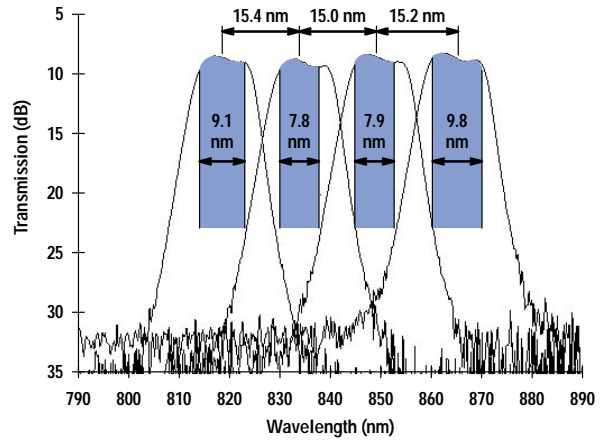 15.4 nm 15.0 nm 15.2 nm
5
10
15
20
25
30
35
Transmission (dB)
9.1 nm
7.8 nm
7.9 nm
9.8 nm
790 800 810 820 830 840 850 860 870 880 890
Wavelength (nm)